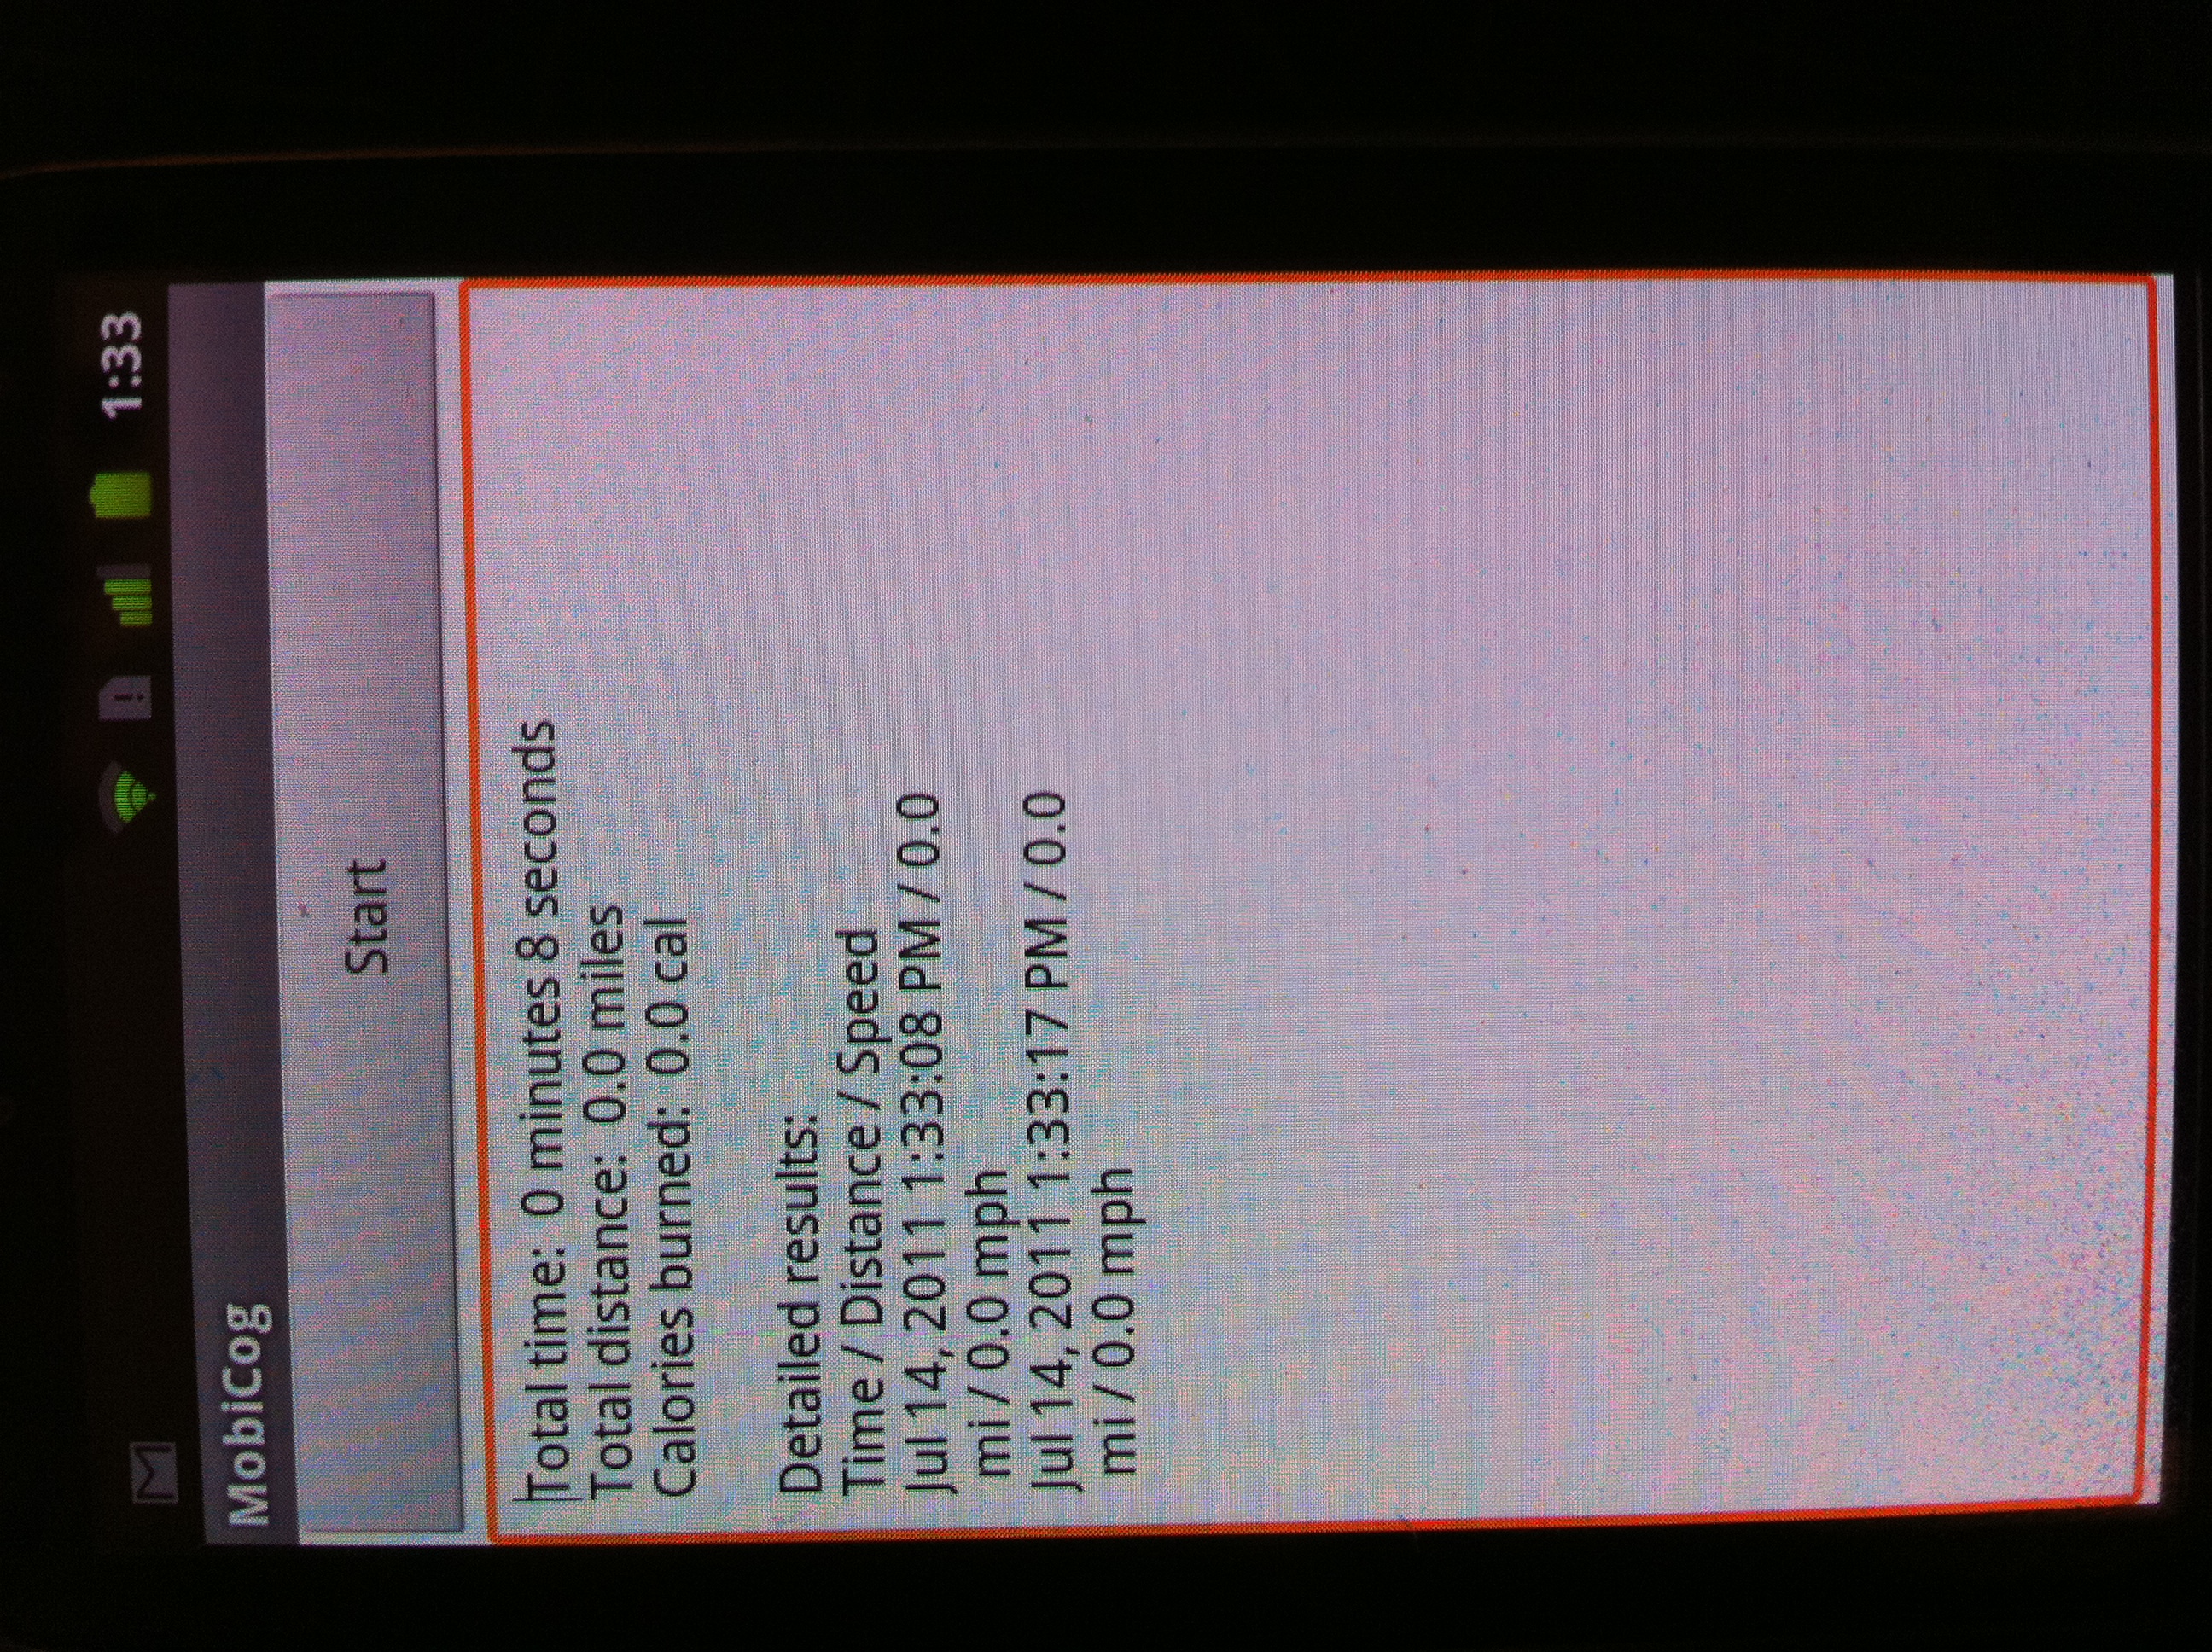 1:33
MobiCog
Start
Total time:  0 minutes 8 seconds
Total distance:  0.0 miles
Calories burned:  0.0 cal
Detailed results:
Time / Distance / Speed
Jul 14, 2011 1:33:08 PM / 0.0
mi / 0.0 mph
Jul 14, 2011 1:33:17 PM / 0.0
mi / 0.0 mph